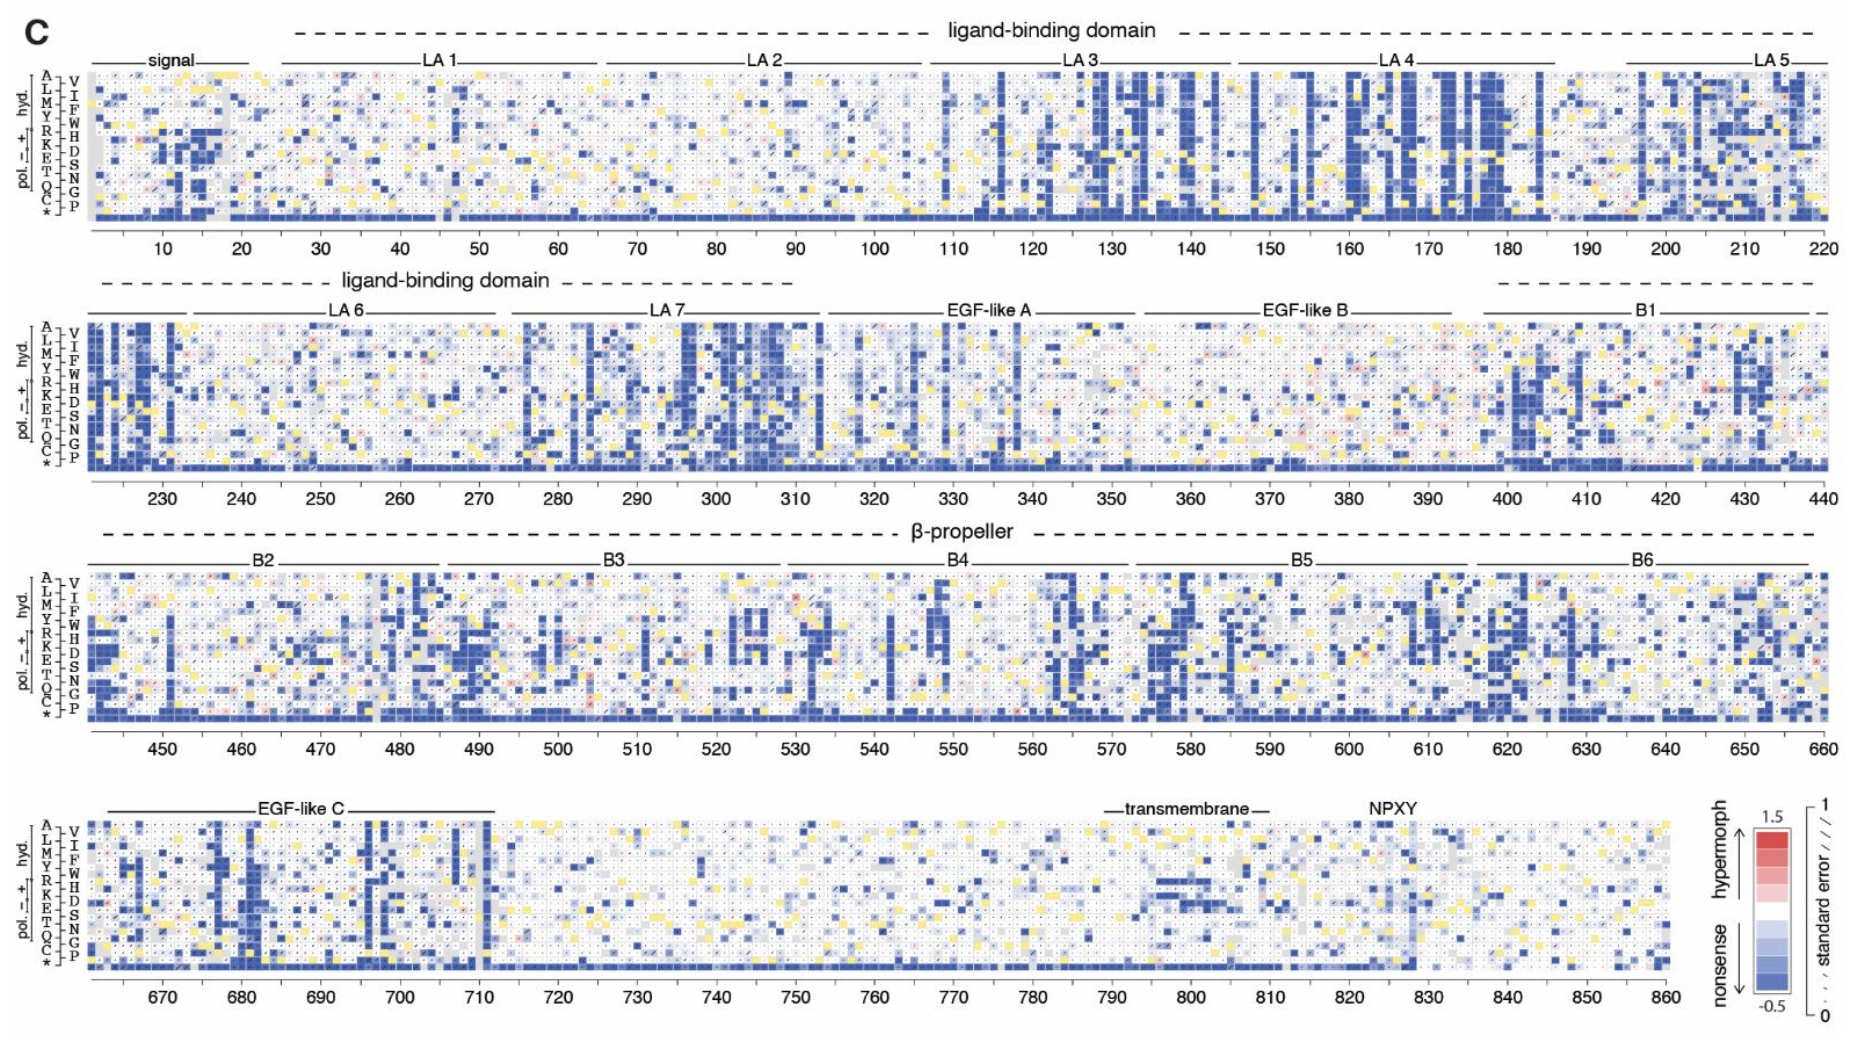 C
ligand-binding domain
signal LA 1 LA 2 LA 3 LA 4 LA 5
hyd. + − pol.
A V L I M F Y W R H K D E S T N Q G C P *
10 20 30 40 50 60 70 80 90 100 110 120 130 140 150 160 170 180 190 200 210 220
ligand-binding domain
LA 6 LA 7 EGF-like A EGF-like B B1
hyd. + − pol.
A V L I M F Y W R H K D E S T N Q G C P *
230 240 250 260 270 280 290 300 310 320 330 340 350 360 370 380 390 400 410 420 430 440
β-propeller
B2 B3 B4 B5 B6
hyd. + − pol.
A V L I M F Y W R H K D E S T N Q G C P *
450 460 470 480 490 500 510 520 530 540 550 560 570 580 590 600 610 620 630 640 650 660
EGF-like C transmembrane NPXY
hyd. + − pol.
A V L I M F Y W R H K D E S T N Q G C P *
670 680 690 700 710 720 730 740 750 760 770 780 790 800 810 820 830 840 850 860
nonsense hypermorph
1.5
-0.5
standard error
1
0